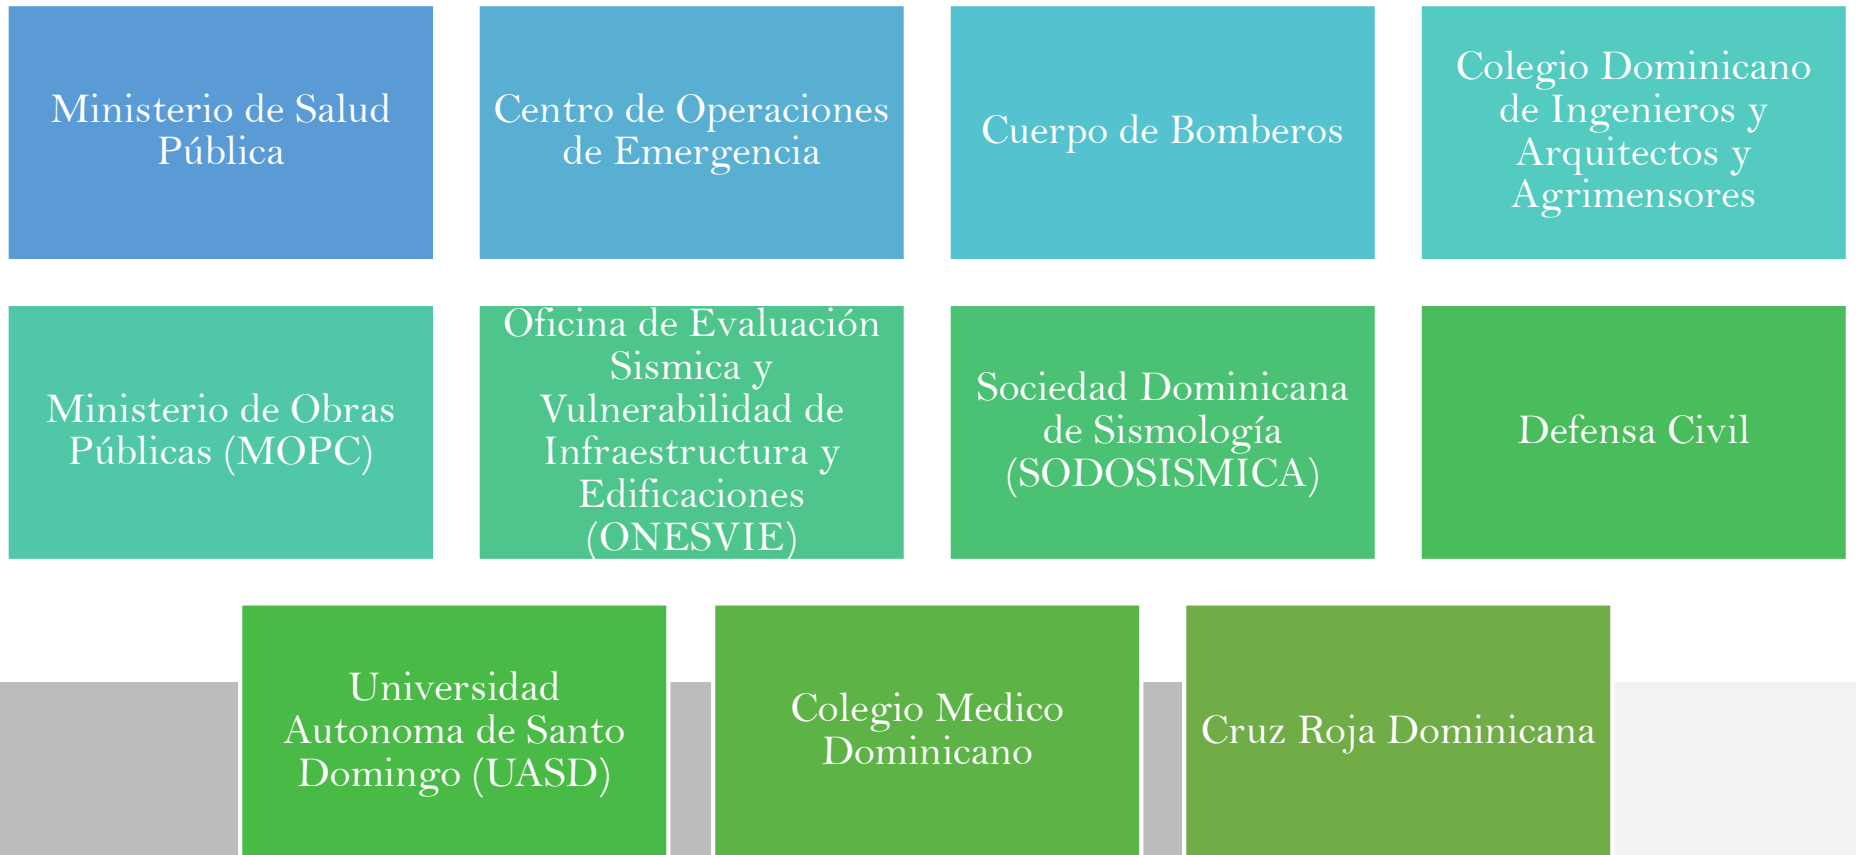 Ministerio de Salud
Pública
Centro de Operaciones
de Emergencia
Cuerpo de Bomberos
Colegio Dominicano
de Ingenieros y
Arquitectos y
Agrimensores
Ministerio de Obras
Públicas (MOPC)
Oficina de Evaluación
Sismica y
Vulnerabilidad de
Infraestructura y
Edificaciones
(ONESVIE)
Sociedad Dominicana
de Sismología
(SODOSISMICA)
Defensa Civil
Universidad
Autonoma de Santo
Domingo (UASD)
Colegio Medico
Dominicano
Cruz Roja Dominicana